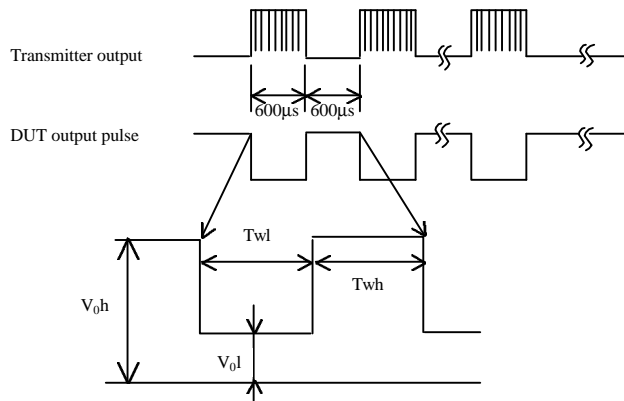 Transmitter output
600µs 600µs
DUT output pulse
Twl
Twh
V₀h
V₀l